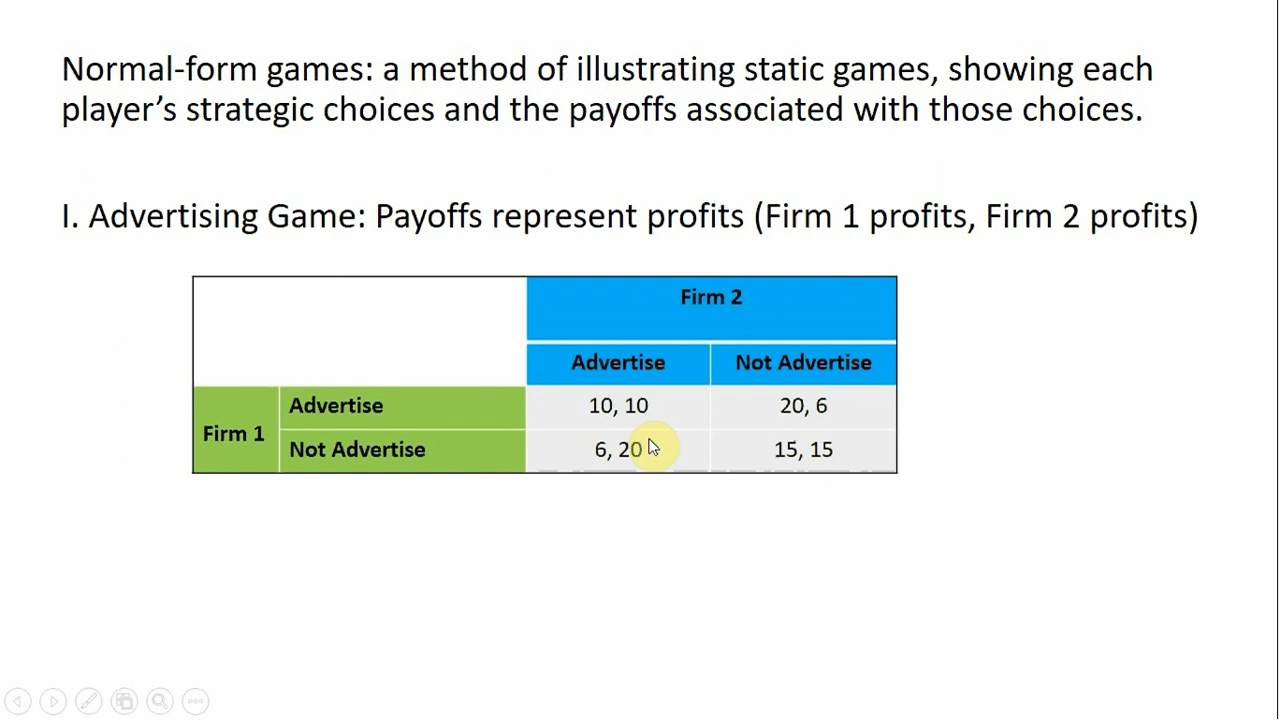 Normal-form games: a method of illustrating static games, showing each
player’s strategic choices and the payoffs associated with those choices.
I. Advertising Game: Payoffs represent profits (Firm 1 profits, Firm 2 profits)
Firm 2
Advertise Not Advertise
Firm 1
Advertise 10, 10 20, 6
Not Advertise 6, 20 15, 15